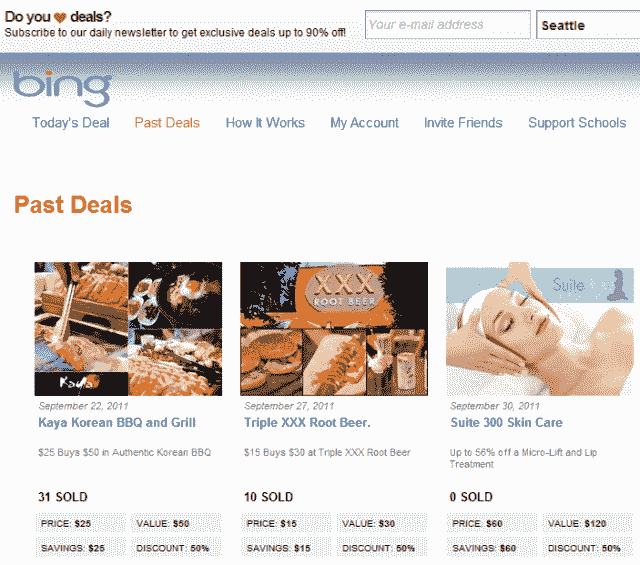 Do you deals?
Subscribe to our daily newsletter to get exclusive deals up to 90% off!
Your e-mail address
Seattle
bing
Today's Deal Past Deals How It Works My Account Invite Friends Support Schools
Past Deals
XXX
ROOT BEER
Suite
Kaya
September 22, 2011
Kaya Korean BBQ and Grill
$25 Buys $50 in Authentic Korean BBQ
31 SOLD
PRICE: $25 VALUE: $50
SAVINGS: $25 DISCOUNT: 50%
September 27, 2011
Triple XXX Root Beer.
$15 Buys $30 at Triple XXX Root Beer
10 SOLD
PRICE: $15 VALUE: $30
SAVINGS: $15 DISCOUNT: 50%
September 30, 2011
Suite 300 Skin Care
Up to 56% off a Micro-Lift and Lip
Treatment
0 SOLD
PRICE: $60 VALUE: $120
SAVINGS: $60 DISCOUNT: 50%